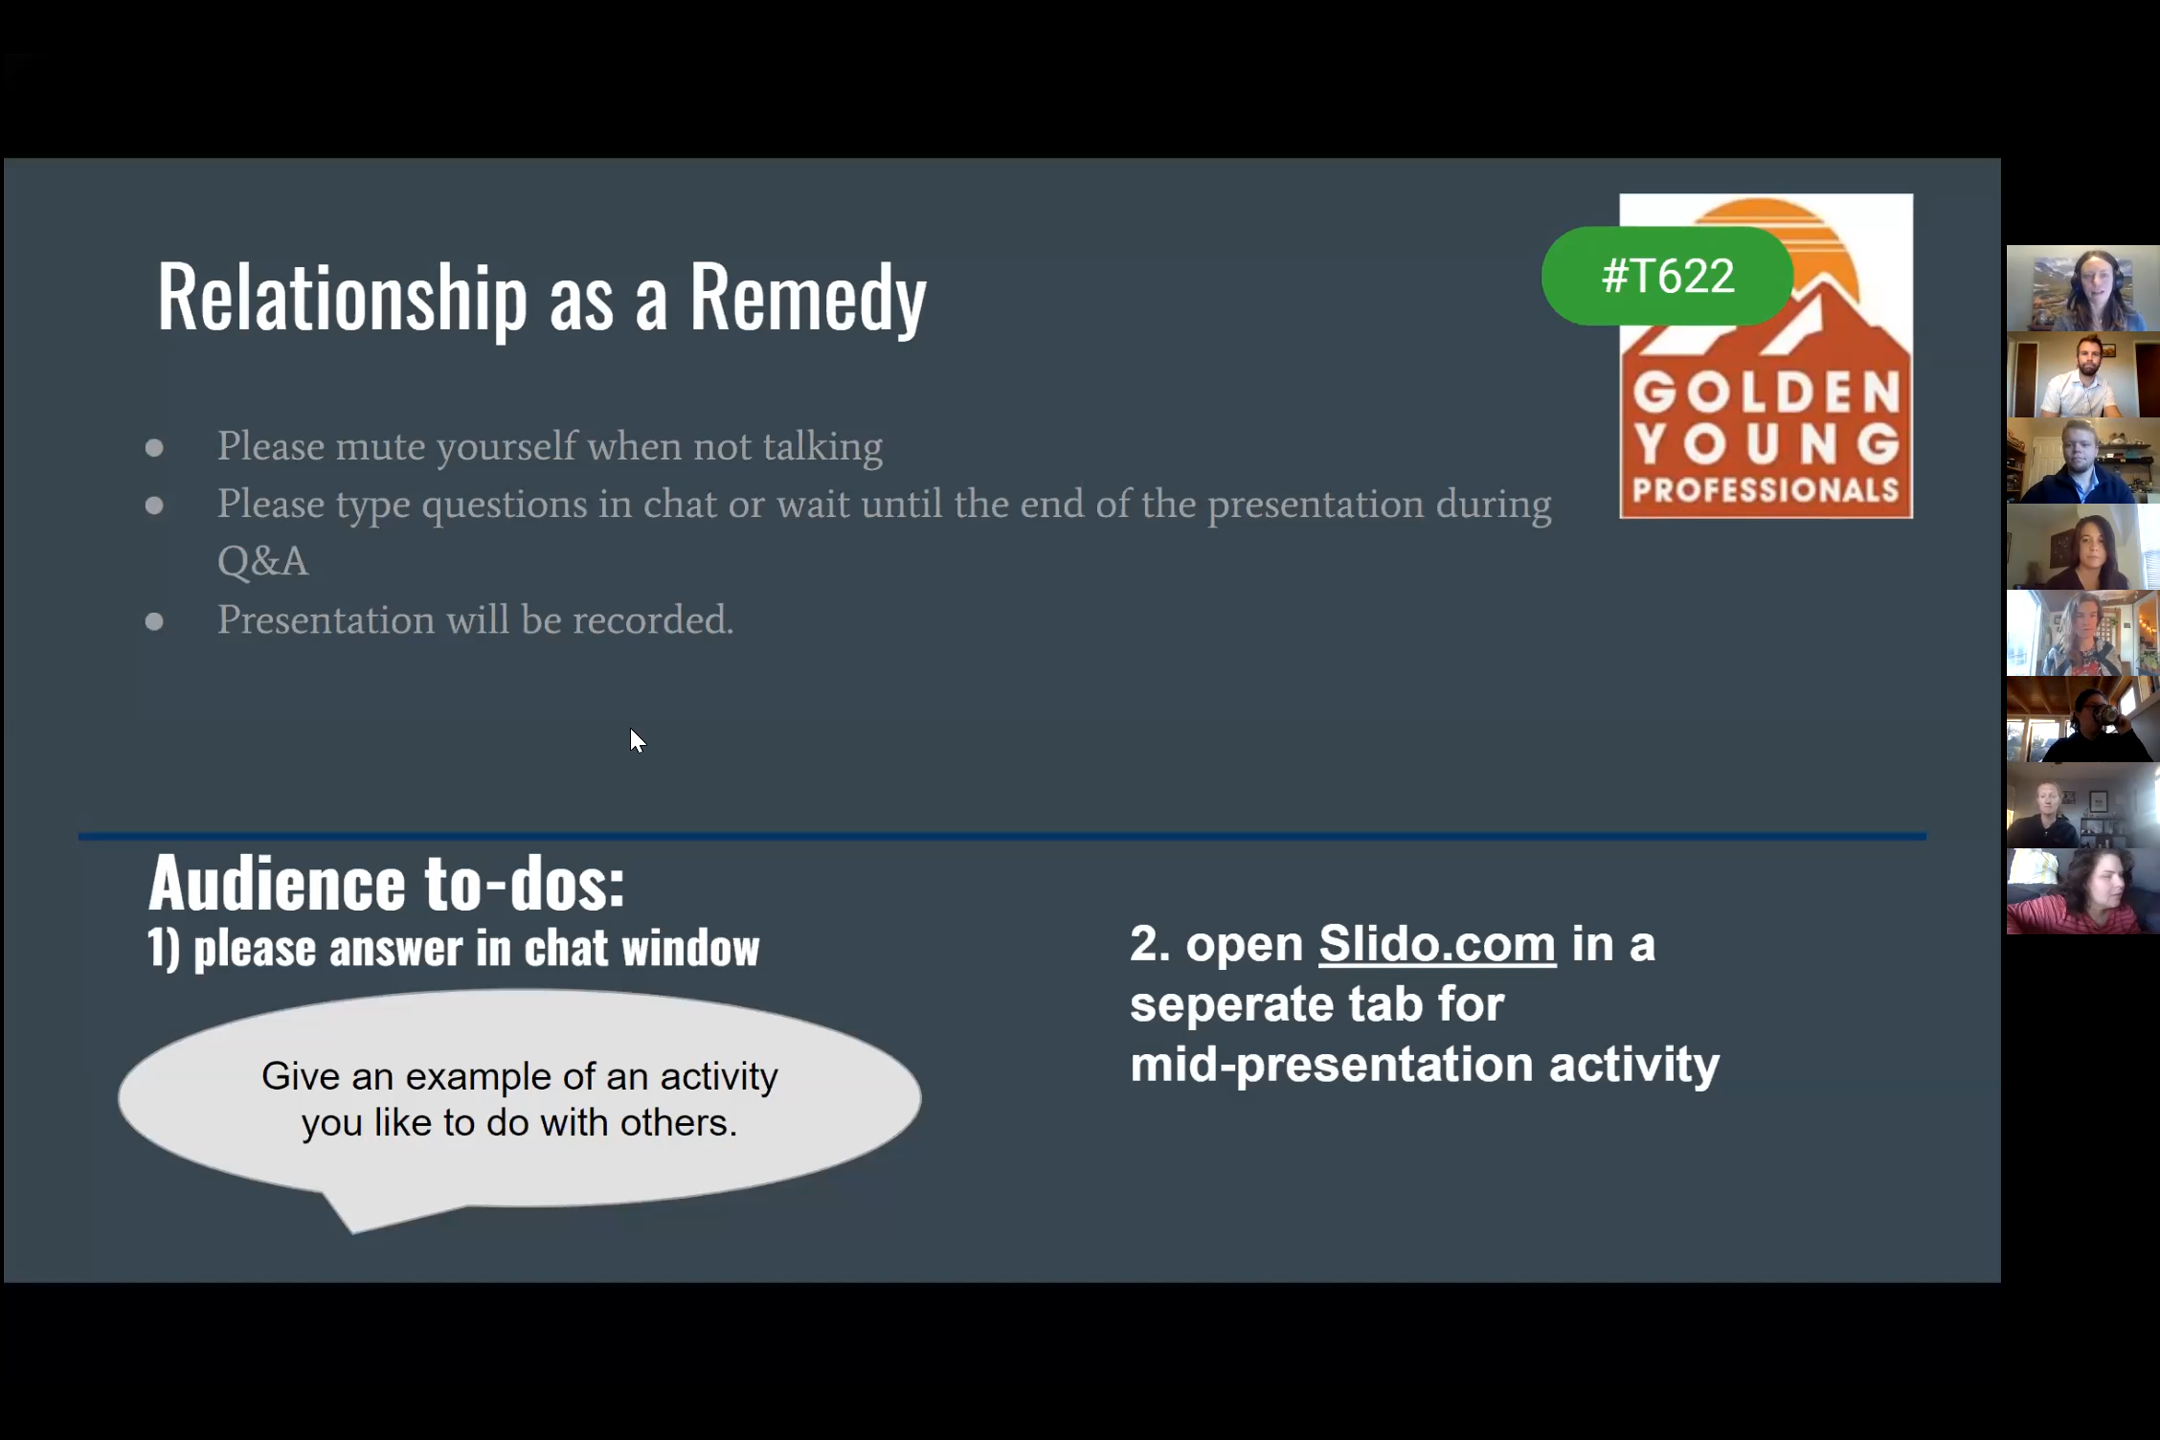 Relationship as a Remedy
#T622
GOLDEN
YOUNG
PROFESSIONALS
● Please mute yourself when not talking
● Please type questions in chat or wait until the end of the presentation during
Q&A
● Presentation will be recorded.
Audience to-dos:
1) please answer in chat window
Give an example of an activity
you like to do with others.
2. open Slido.com in a
seperate tab for
mid-presentation activity